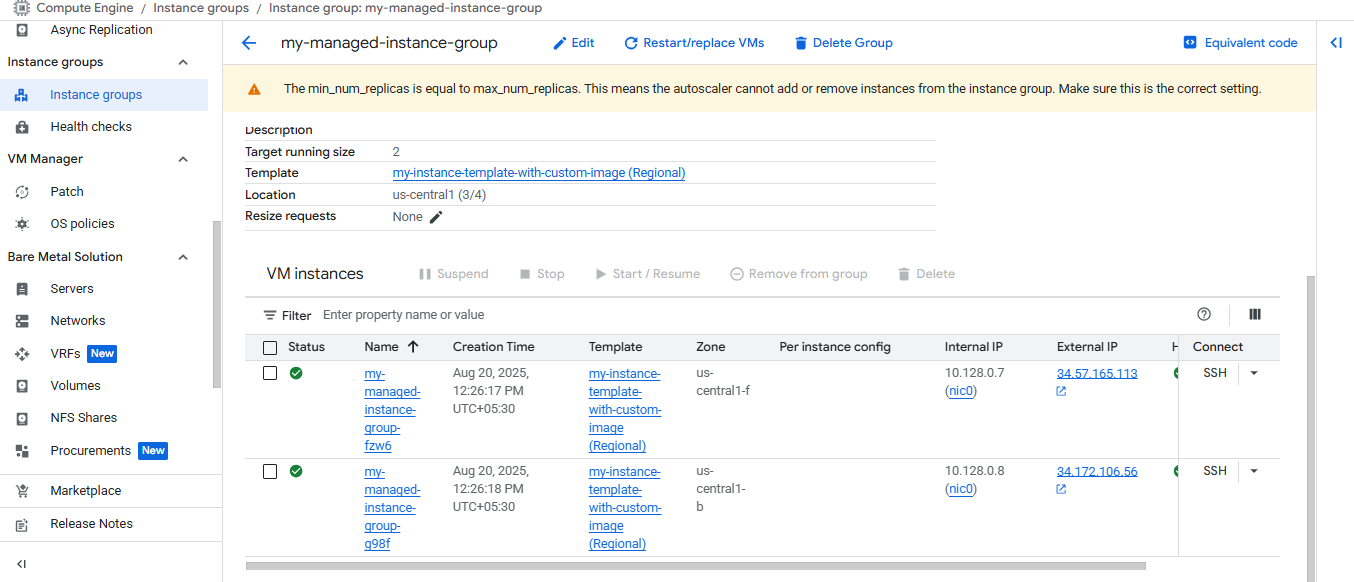 Compute Engine / Instance groups / Instance group: my-managed-instance-group
Async Replication
Instance groups
Instance groups
Health checks
VM Manager
Patch
OS policies
Bare Metal Solution
Servers
Networks
VRFs New
Volumes
NFS Shares
Procurements New
Marketplace
Release Notes
my-managed-instance-group Edit Restart/replace VMs Delete Group Equivalent code
The min_num_replicas is equal to max_num_replicas. This means the autoscaler cannot add or remove instances from the instance group. Make sure this is the correct setting.
Description
Target running size 2
Template my-instance-template-with-custom-image (Regional)
Location us-central1 (3/4)
Resize requests None
VM instances Suspend Stop Start / Resume Remove from group Delete
Filter Enter property name or value
Status Name Creation Time Template Zone Per instance config Internal IP External IP H Connect
my- Aug 20, 2025, my-instance- us- 10.128.0.7 34.57.165.113 SSH
managed- 12:26:17 PM template- central1-f (nic0)
instance- UTC+05:30 with-custom-
group- image
fzw6 (Regional)
my- Aug 20, 2025, my-instance- us- 10.128.0.8 34.172.106.56 SSH
managed- 12:26:18 PM template- central1- (nic0)
instance- UTC+05:30 with-custom- b
group- image
g98f (Regional)